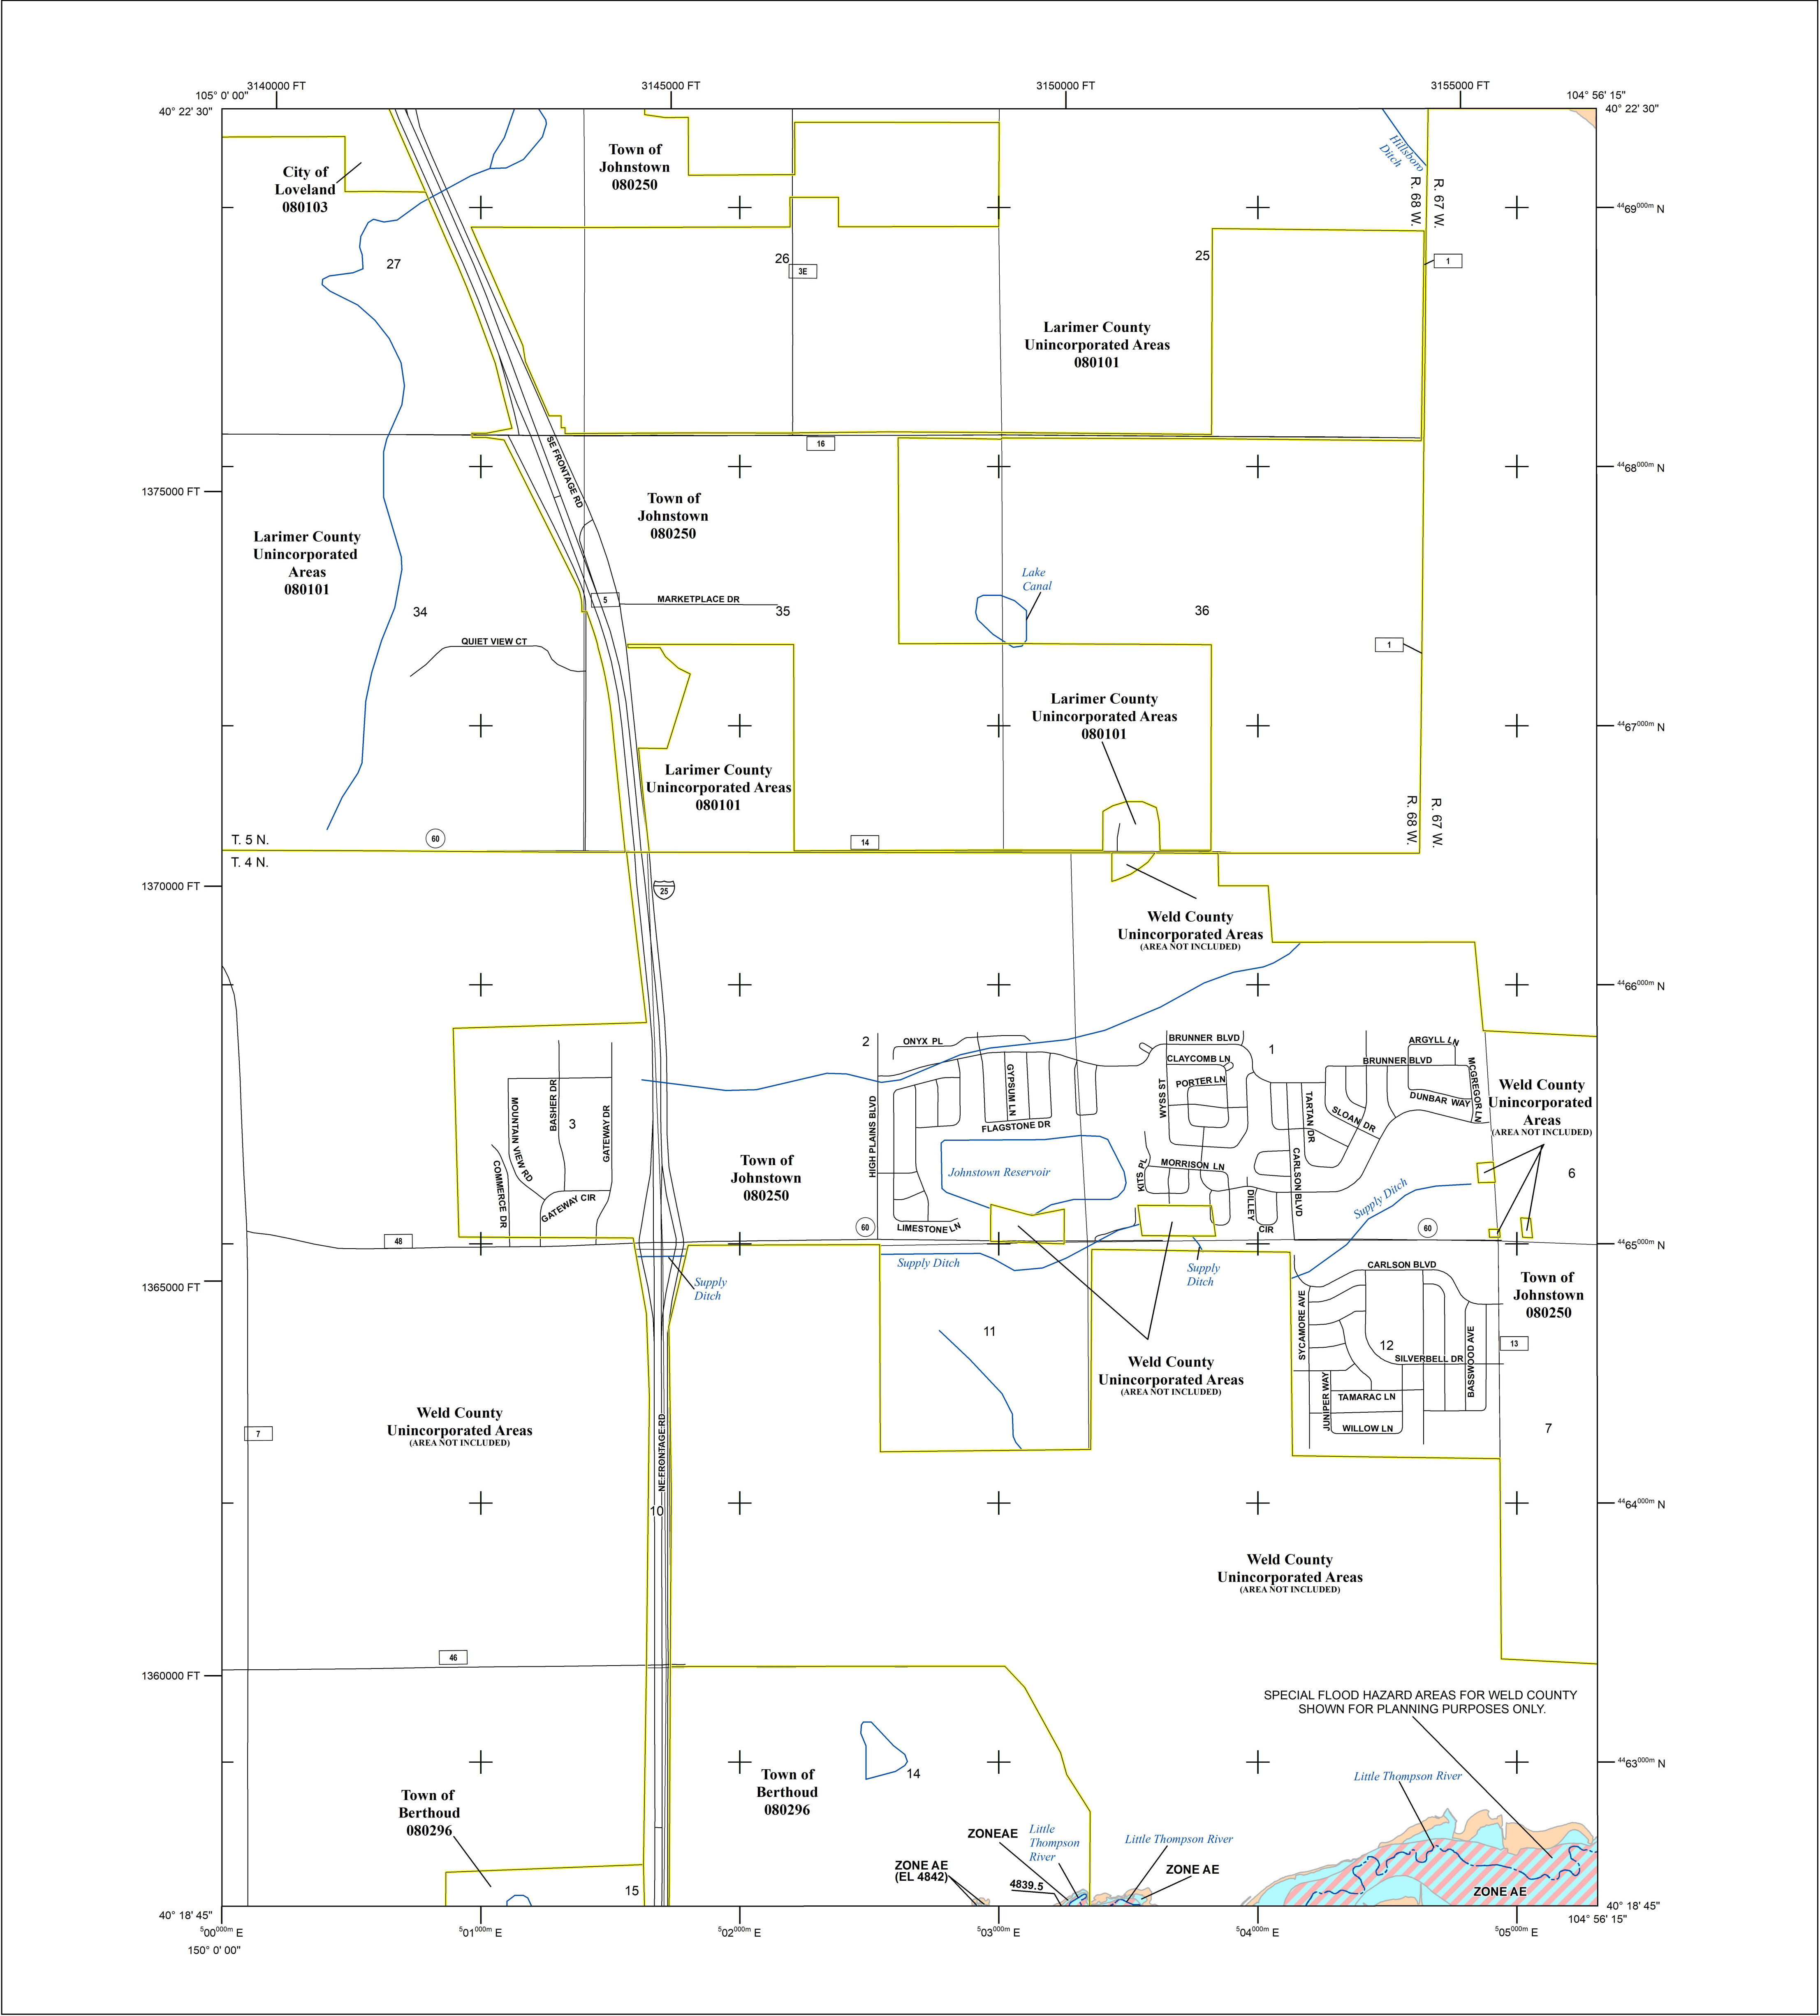 3140000 FT
3145000 FT
3150000 FT
3155000 FT
105° 0' 00"
104° 56' 15"
40° 22' 30"
40° 22' 30"
City of
Loveland
080103
Town of
Johnstown
080250
Hillsboro
Ditch
R. 68 W.
R. 67 W.
4469000m N
27
26
3E
25
1
Larimer County
Unincorporated Areas
080101
16
SE FRONTAGE RD
4468000m N
1375000 FT
Town of
Johnstown
080250
Larimer County
Unincorporated
Areas
080101
Lake
Canal
5
MARKETPLACE DR
34
35
36
QUIET VIEW CT
1
Larimer County
Unincorporated Areas
080101
4467000m N
Larimer County
Unincorporated Areas
080101
R. 68 W.
R. 67 W.
T. 5 N.
60
14
T. 4 N.
1370000 FT
25
Weld County
Unincorporated Areas
(AREA NOT INCLUDED)
4466000m N
2
ONYX PL
BRUNNER BLVD
1
ARGYLL LN
CLAYCOMB LN
BRUNNER BLVD
MCGREGOR LN
GYPSUM LN
PORTER LN
WYSS ST
TARTAN DR
DUNBAR WAY
SLOAN DR
Weld County
Unincorporated
Areas
(AREA NOT INCLUDED)
BASHER DR
MOUNTAIN VIEW RD
3
GATEWAY DR
HIGH PLAINS BLVD
FLAGSTONE DR
COMMERCE DR
GATEWAY CIR
Town of
Johnstown
080250
Johnstown Reservoir
KITS PL
MORRISON LN
CARLSON BLVD
DILLEY
CIR
Supply Ditch
6
60
LIMESTONE LN
60
48
4465000m N
Supply Ditch
Supply
Ditch
Supply
Ditch
CARLSON BLVD
1365000 FT
Town of
Johnstown
080250
11
SYCAMORE AVE
12
BASSWOOD AVE
13
SILVERBELL DR
Weld County
Unincorporated Areas
(AREA NOT INCLUDED)
JUNIPER WAY
TAMARAC LN
WILLOW LN
7
Weld County
Unincorporated Areas
(AREA NOT INCLUDED)
7
NE FRONTAGE RD
10
4464000m N
Weld County
Unincorporated Areas
(AREA NOT INCLUDED)
46
1360000 FT
SPECIAL FLOOD HAZARD AREAS FOR WELD COUNTY
SHOWN FOR PLANNING PURPOSES ONLY.
4463000m N
14
Town of
Berthoud
080296
Town of
Berthoud
080296
Little Thompson River
ZONEAE
Little
Thompson
River
Little Thompson River
ZONE AE
(EL 4842)
4839.5
ZONE AE
ZONE AE
15
40° 18' 45"
40° 18' 45"
500000m E
501000m E
502000m E
503000m E
504000m E
505000m E
104° 56' 15"
150° 0' 00"